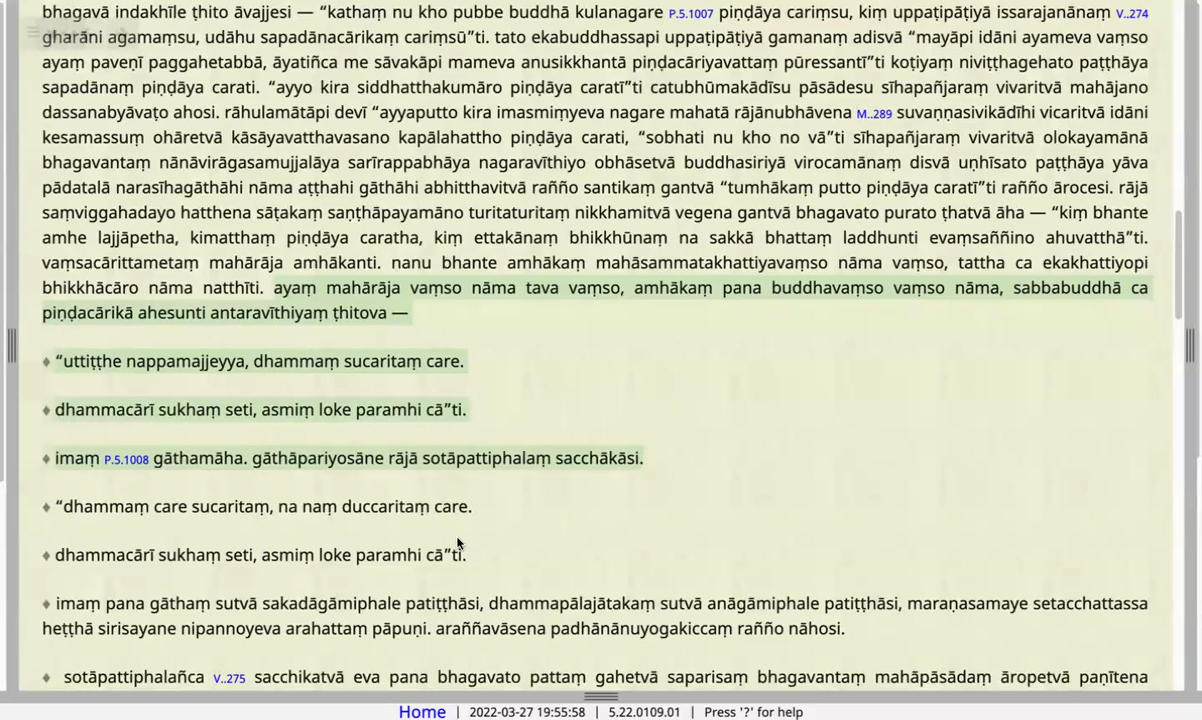 bhagavā indakhīle ṭhito āvajjesi — “kathaṃ nu kho pubbe buddhā kulanagare P.5.1007 piṇḍāya cariṃsu, kiṃ uppaṭipāṭiyā issarajanānaṃ V..274
gharāni agamaṃsu, udāhu sapadānacārikaṃ cariṃsū”ti. tato ekabuddhassapi uppaṭipāṭiyā gamanaṃ adisvā “mayāpi idāni ayameva vaṃso
ayaṃ paveṇī paggahetabbā, āyatiñca me sāvakāpi mameva anusikkhantā piṇḍacāriyavattaṃ pūressantī”ti koṭiyaṃ niviṭṭhagehato paṭṭhāya
sapadānaṃ piṇḍāya carati. “ayyo kira siddhatthakumāro piṇḍāya caratī”ti catubhūmakādīsu pāsādesu sīhapañjaraṃ vivaritvā mahājano
dassanabyāvaṭo ahosi. rāhulamātāpi devī “ayyaputto kira imasmiṃyeva nagare mahatā rājānubhāvena M..289 suvaṇṇasivikādīhi vicaritvā idāni
kesamassuṃ ohāretvā kāsāyavatthavasano kapālahattho piṇḍāya carati, “sobhati nu kho no vā”ti sīhapañjaraṃ vivaritvā olokayamānā
bhagavantaṃ nānāvirāgasamujjalāya sarīrappabhāya nagaravīthiyo obhāsetvā buddhasiriyā virocamānaṃ disvā uṇhīsato paṭṭhāya yāva
pādatalā narasīhagāthāhi nāma aṭṭhahi gāthāhi abhitthavitvā rañño santikaṃ gantvā “tumhākaṃ putto piṇḍāya caratī”ti rañño ārocesi. rājā
saṃviggahadayo hatthena sāṭakaṃ saṇṭhāpayamāno turitaturitaṃ nikkhamitvā vegena gantvā bhagavato purato ṭhatvā āha — “kiṃ bhante
amhe lajjāpetha, kimatthaṃ piṇḍāya caratha, kiṃ ettakānaṃ bhikkhūnaṃ na sakkā bhattaṃ laddhunti evaṃsaññino ahuvatthā”ti.
vaṃsacārittametaṃ mahārāja amhākanti. nanu bhante amhākaṃ mahāsammatakhattiyavaṃso nāma vaṃso, tattha ca ekakhattiyopi
bhikkhācāro nāma natthīti. ayaṃ mahārāja vaṃso nāma tava vaṃso, amhākaṃ pana buddhavaṃso vaṃso nāma, sabbabuddhā ca
piṇḍacārikā ahesunti antaravīthiyaṃ ṭhitova —
♦ “uttiṭṭhe nappamajjeyya, dhammaṃ sucaritaṃ care.
♦ dhammacārī sukhaṃ seti, asmiṃ loke paramhi cā”ti.
♦ imaṃ P.5.1008 gāthamāha. gāthāpariyosāne rājā sotāpattiphalaṃ sacchākāsi.
♦ “dhammaṃ care sucaritaṃ, na naṃ duccaritaṃ care.
♦ dhammacārī sukhaṃ seti, asmiṃ loke paramhi cā”ti.
♦ imaṃ pana gāthaṃ sutvā sakadāgāmiphale patiṭṭhāsi, dhammapālajātakaṃ sutvā anāgāmiphale patiṭṭhāsi, maraṇasamaye setacchattassa
heṭṭhā sirisayane nipannoyeva arahattaṃ pāpuṇi. araññavāsena padhānānuyogakiccaṃ rañño nāhosi.
♦ sotāpattiphalañca V..275 sacchikatvā eva pana bhagavato pattaṃ gahetvā saparisaṃ bhagavantaṃ mahāpāsādaṃ āropetvā paṇītena
Home | 2022-03-27 19:55:58 | 5.22.0109.01 | Press '?' for help